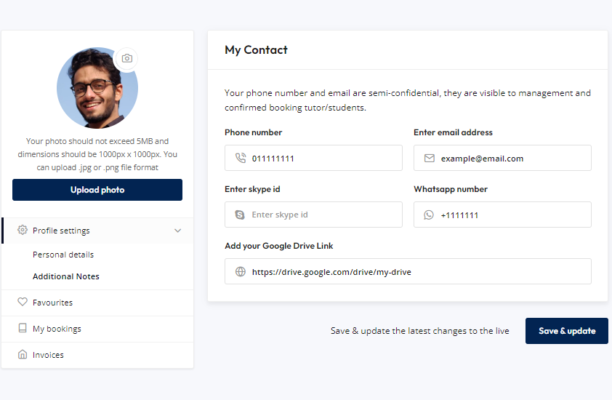 My Contact
Your phone number and email are semi-confidential, they are visible to management and
confirmed booking tutor/students.
Phone number
Enter email address
011111111
example@email.com
Enter skype id
Whatsapp number
Enter skype id
+1111111
Add your Google Drive Link
https://drive.google.com/drive/my-drive
Save & update the latest changes to the live
Save & update
Your photo should not exceed 5MB and
dimensions should be 1000px x 1000px. You
can upload .jpg or .png file format
Upload photo
Profile settings
Personal details
Additional Notes
Favourites
My bookings
Invoices